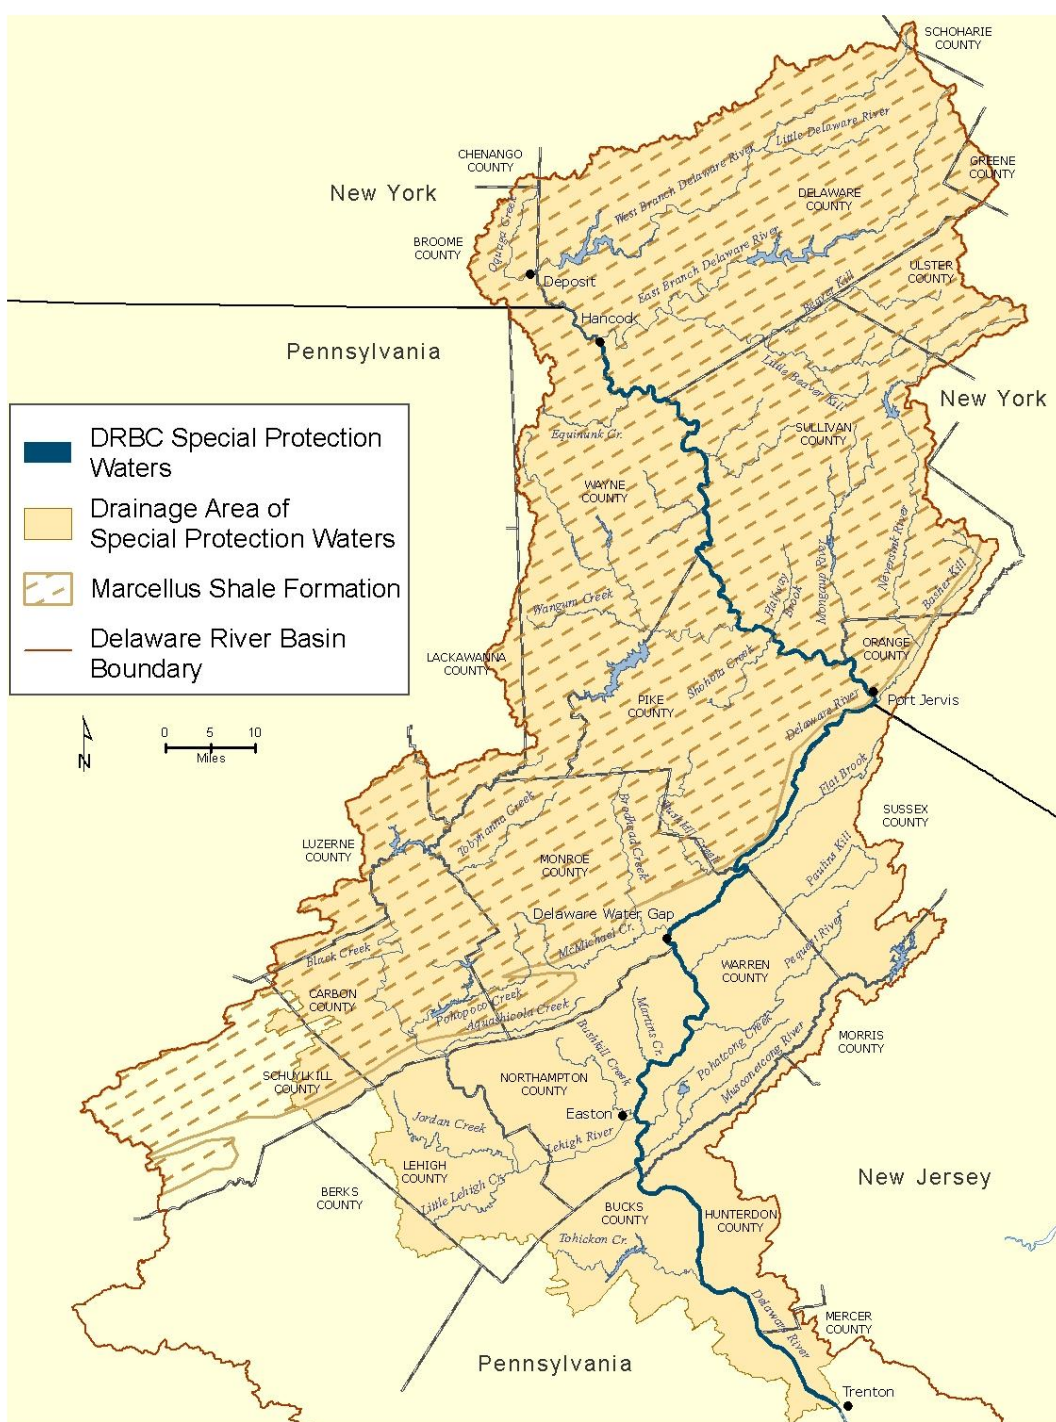 SCHOHARIE
COUNTY
Little Delaware River
CHENANGO
COUNTY
GREENE
COUNTY
New York
West Branch Delaware River
DELAWARE
COUNTY
Oquaga Creek
BROOME
COUNTY
East Branch Delaware River
ULSTER
COUNTY
Deposit
Beaver Kill
Hancock
Pennsylvania
Little Beaver Kill
New York
DRBC Special Protection
Waters
Drainage Area of
Special Protection Waters
Marcellus Shale Formation
Delaware River Basin
Boundary
Equinunk Cr.
SULLIVAN
COUNTY
WAYNE
COUNTY
Neversink River
Mongaup River
Halfway
Brook
Basher Kill
Wangum Creek
ORANGE
COUNTY
LACKAWANNA
COUNTY
Shohola Creek
PIKE
COUNTY
Port Jervis
Delaware River
N
0 5 10
Miles
Flat Brook
SUSSEX
COUNTY
Tobyhanna Creek
Brodhead Creek
Bushkill Creek
LUZERNE
COUNTY
MONROE
COUNTY
Paulins Kill
Delaware Water Gap
McMichael Cr.
Pequest River
Black Creek
WARREN
COUNTY
CARBON
COUNTY
Pohopoco Creek
Aquashicola Creek
Martins Cr.
Bushkill Creek
Pohatcong Creek
Musconetcong River
MORRIS
COUNTY
SCHUYLKILL
COUNTY
NORTHAMPTON
COUNTY
Easton
Jordan Creek
Lehigh River
LEHIGH
COUNTY
Little Lehigh Cr.
New Jersey
BERKS
COUNTY
BUCKS
COUNTY
HUNTERDON
COUNTY
Tohickon Cr.
Delaware River
MERCER
COUNTY
Pennsylvania
Trenton